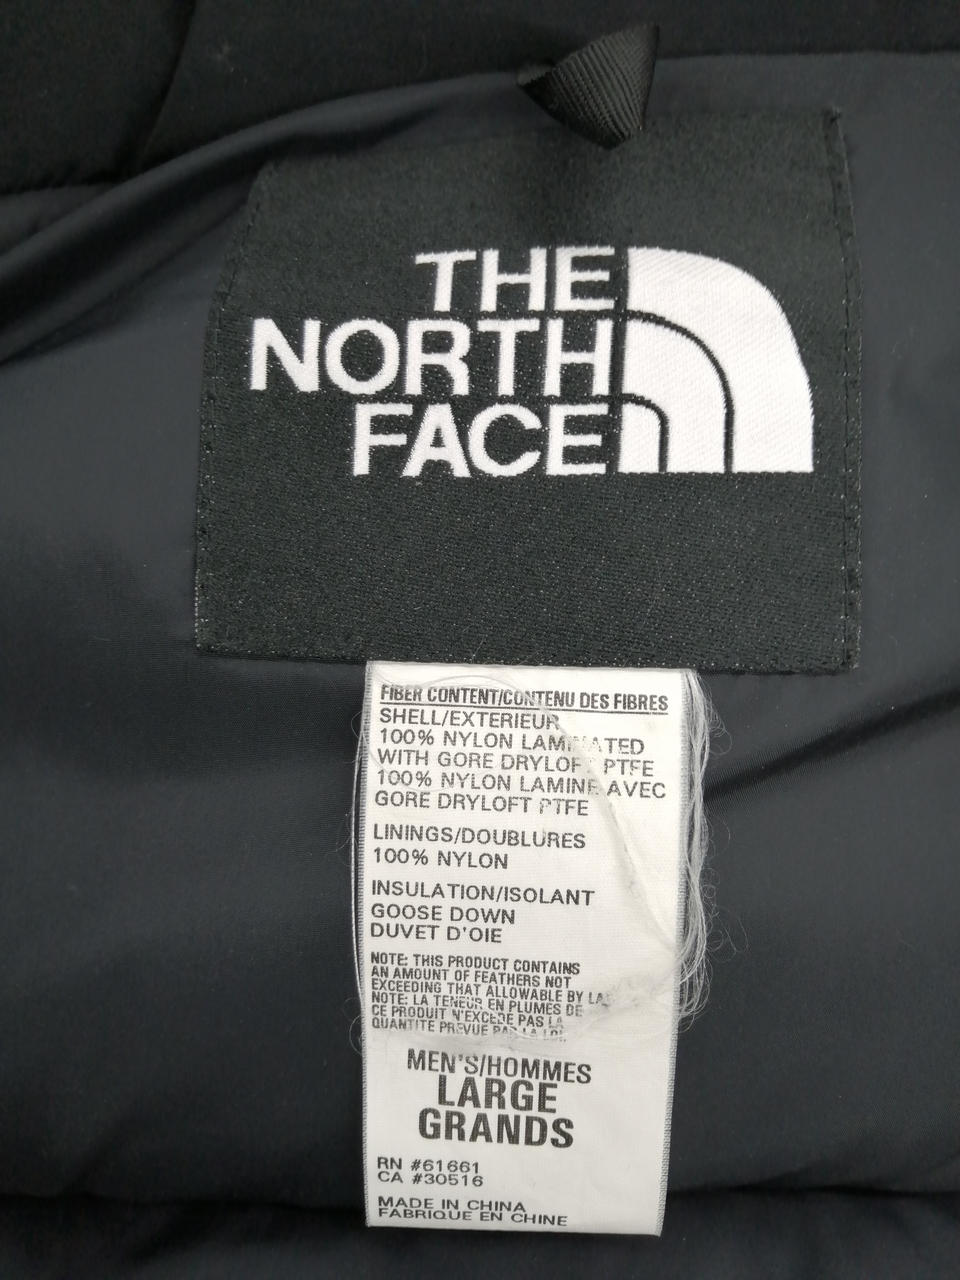 THE
NORTH
FACE
FIBER CONTENT/CONTENU DES FIBRES
SHELL/EXTERIEUR
100% NYLON LAMINATED
WITH GORE DRYLOFT PTFE
100% NYLON LAMINE AVEC
GORE DRYLOFT PTFE
LININGS/DOUBLURES
100% NYLON
INSULATION/ISOLANT
GOOSE DOWN
DUVET D'OIE
NOTE: THIS PRODUCT CONTAINS
AN AMOUNT OF FEATHERS NOT
EXCEEDING THAT ALLOWABLE BY
NOTE: LA TENEUR EN PLUMES DE
CE PRODUIT N'EXCEDE PAS LA
QUANTITE PREVUE PAR LA LOI.
MEN'S/HOMMES
LARGE
GRANDS
RN #61661
CA #30516
MADE IN CHINA
FABRIQUE EN CHINE